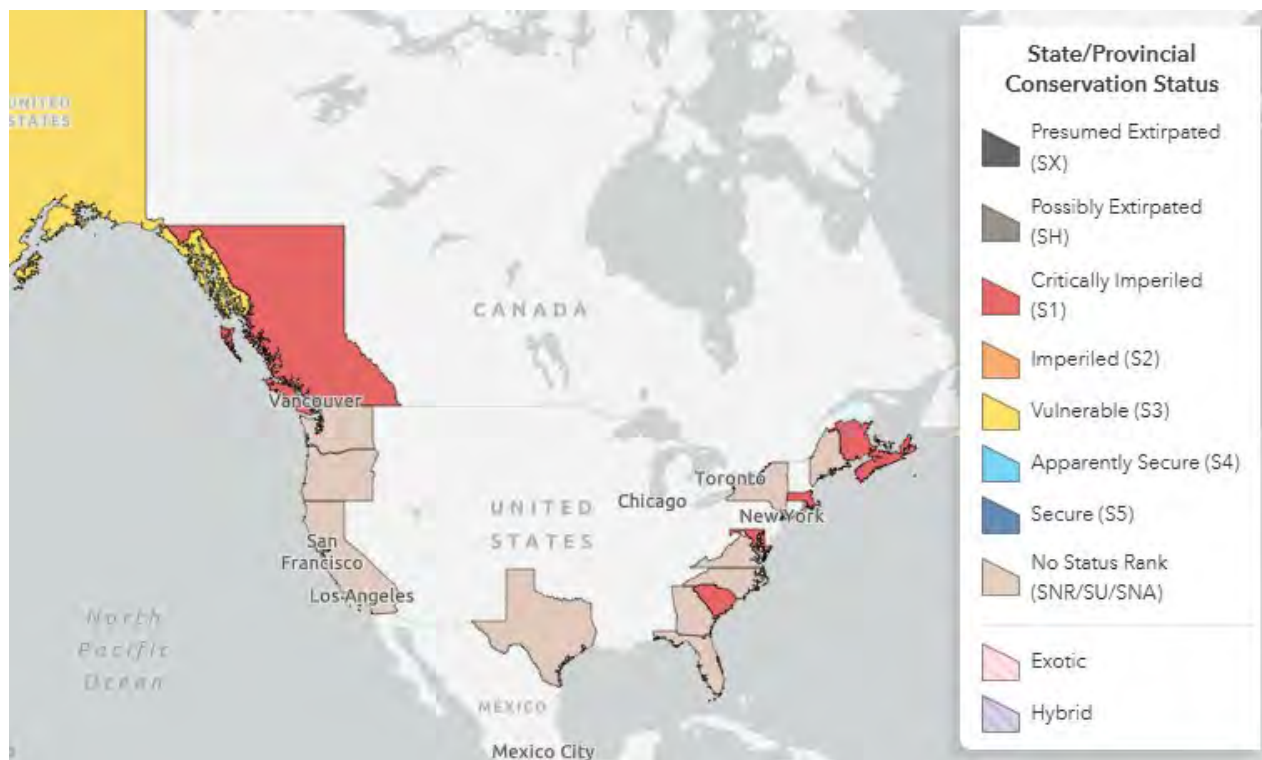 UNITED
STATES
CANADA
Vancouver
Toronto
Chicago
New York
UNITED
STATES
San
Francisco
Los Angeles
North
Pacific
Ocean
MÉXICO
Mexico City
State/Provincial
Conservation Status
Presumed Extirpated
(SX)
Possibly Extirpated
(SH)
Critically Imperiled
(S1)
Imperiled (S2)
Vulnerable (S3)
Apparently Secure (S4)
Secure (S5)
No Status Rank
(SNR/SU/SNA)
Exotic
Hybrid